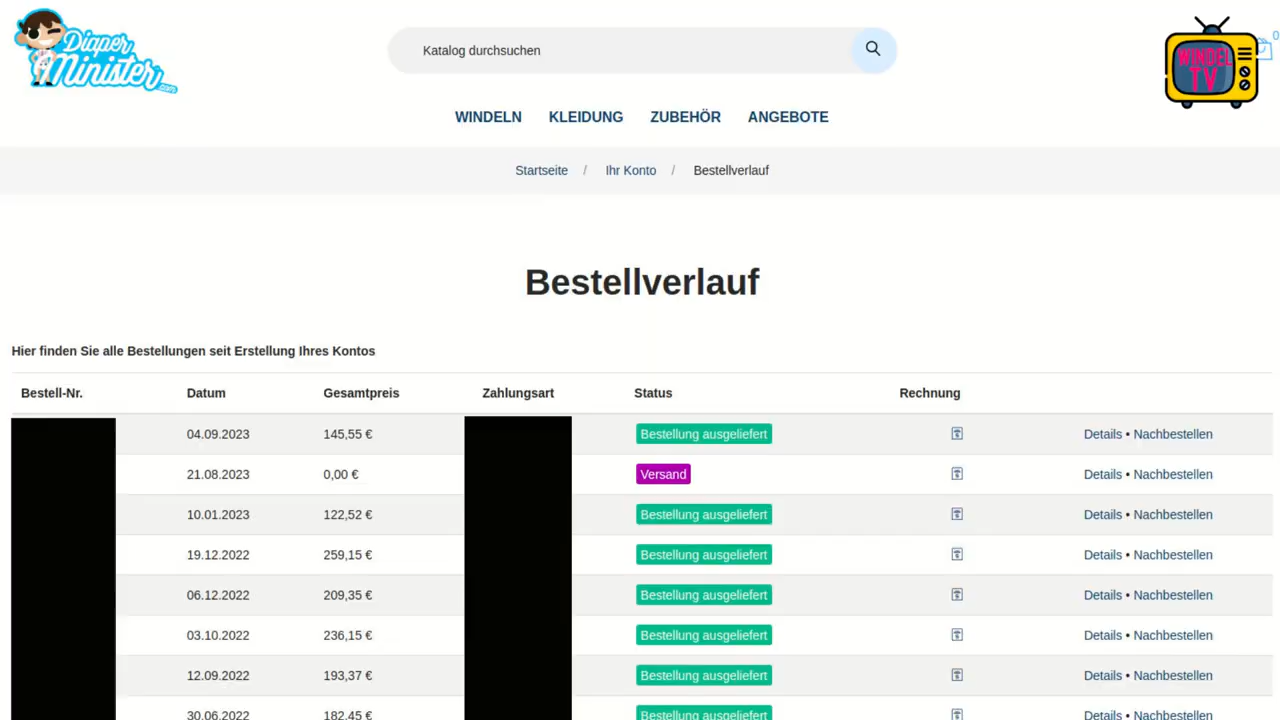 Diaper
Minister.com
Katalog durchsuchen
WINDEL
TV
0
WINDELN KLEIDUNG ZUBEHÖR ANGEBOTE
Startseite / Ihr Konto / Bestellverlauf
Bestellverlauf
Hier finden Sie alle Bestellungen seit Erstellung Ihres Kontos
Bestell-Nr. Datum Gesamtpreis Zahlungsart Status Rechnung
04.09.2023 145,55 € Bestellung ausgeliefert Details • Nachbestellen
21.08.2023 0,00 € Versand Details • Nachbestellen
10.01.2023 122,52 € Bestellung ausgeliefert Details • Nachbestellen
19.12.2022 259,15 € Bestellung ausgeliefert Details • Nachbestellen
06.12.2022 209,35 € Bestellung ausgeliefert Details • Nachbestellen
03.10.2022 236,15 € Bestellung ausgeliefert Details • Nachbestellen
12.09.2022 193,37 € Bestellung ausgeliefert Details • Nachbestellen
30.06.2022 182,45 € Bestellung ausgeliefert Details • Nachbestellen